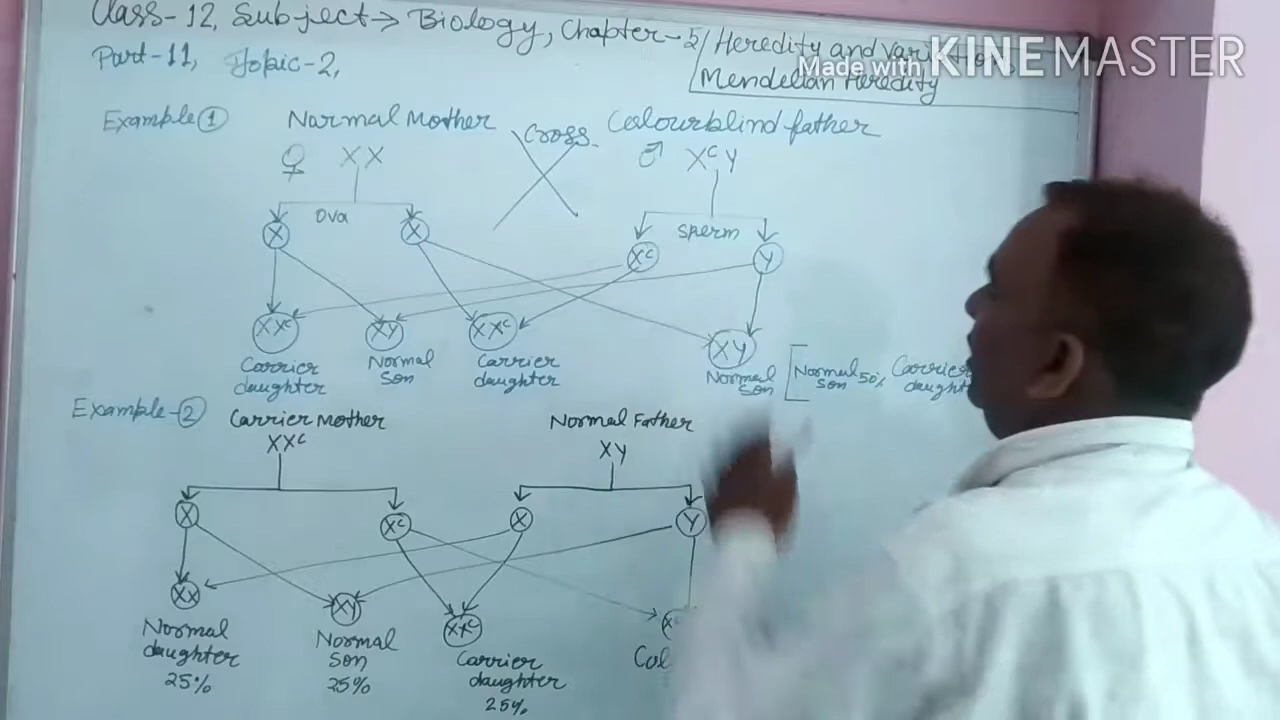 Class-12, Subject→ Biology, Chapter-5/ Heredity and
Part-11, Topic-2, Mendelian Heredity
Made with KINEMASTER
Example ① Normal Mother Cross Colourblind father
♀ XX ♂ XᶜY
Ova Sperm
X X Xᶜ Y
XXᶜ XY XXᶜ XY
Carrier daughter Normal Son Carrier daughter Normal Son [Normal son 50% Carrier
Example-② Carrier Mother Normal Father
XXᶜ XY
X Xᶜ X Y
XX XY XXᶜ
Normal daughter 25% Normal Son 25% Carrier daughter 25%